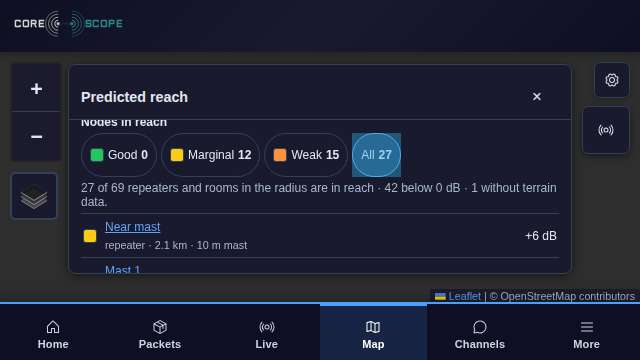 CORE SCOPE
+
−
Predicted reach ×
Nodes in reach
Good 0 Marginal 12 Weak 15 All 27
27 of 69 repeaters and rooms in the radius are in reach · 42 below 0 dB · 1 without terrain
data.
Near mast
repeater · 2.1 km · 10 m mast
+6 dB
Mast 1
Leaflet | © OpenStreetMap contributors
Home Packets Live Map Channels More